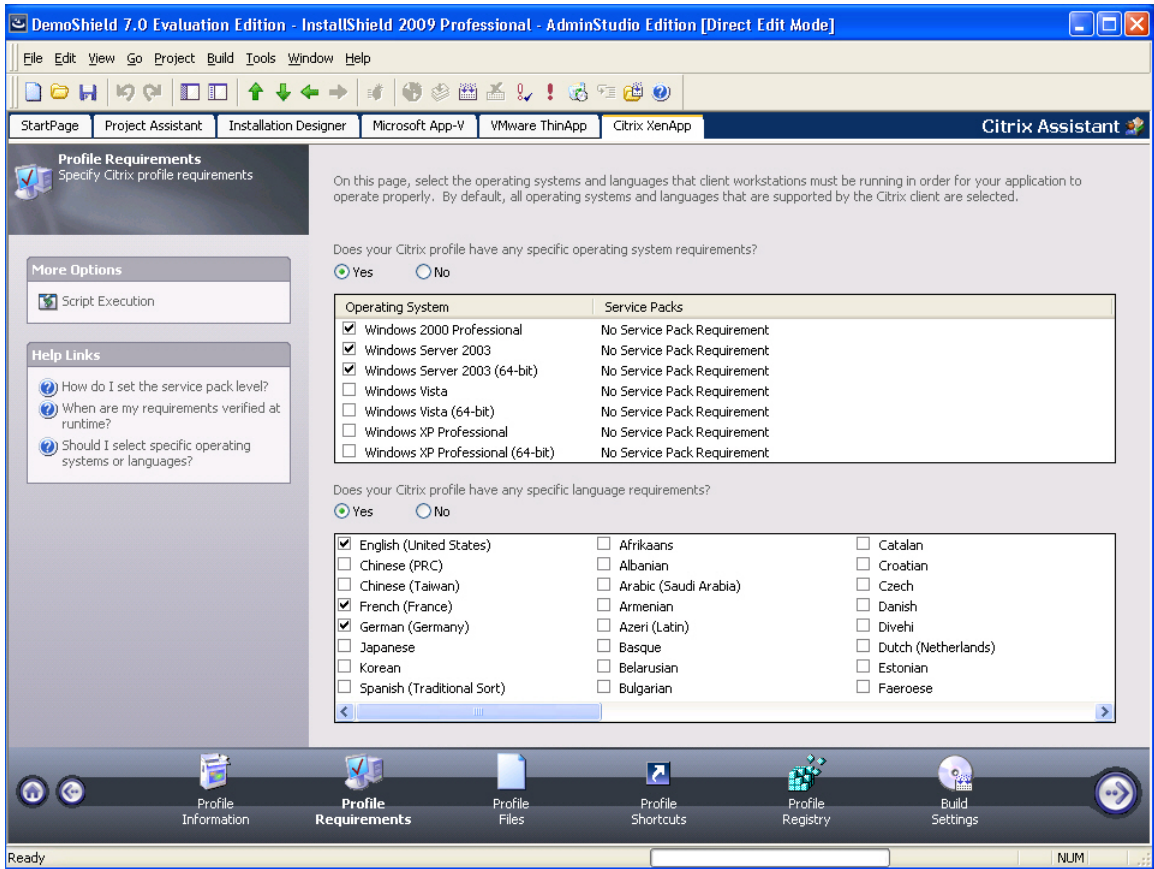 DemoShield 7.0 Evaluation Edition - InstallShield 2009 Professional - AdminStudio Edition [Direct Edit Mode]
File Edit View Go Project Build Tools Window Help
StartPage Project Assistant Installation Designer Microsoft App-V VMware ThinApp Citrix XenApp Citrix Assistant
Profile Requirements
Specify Citrix profile requirements
More Options
Script Execution
Help Links
How do I set the service pack level?
When are my requirements verified at
runtime?
Should I select specific operating
systems or languages?
On this page, select the operating systems and languages that client workstations must be running in order for your application to
operate properly. By default, all operating systems and languages that are supported by the Citrix client are selected.
Does your Citrix profile have any specific operating system requirements?
Yes No
Operating System Service Packs
Windows 2000 Professional No Service Pack Requirement
Windows Server 2003 No Service Pack Requirement
Windows Server 2003 (64-bit) No Service Pack Requirement
Windows Vista No Service Pack Requirement
Windows Vista (64-bit) No Service Pack Requirement
Windows XP Professional No Service Pack Requirement
Windows XP Professional (64-bit) No Service Pack Requirement
Does your Citrix profile have any specific language requirements?
Yes No
English (United States) Afrikaans Catalan
Chinese (PRC) Albanian Croatian
Chinese (Taiwan) Arabic (Saudi Arabia) Czech
French (France) Armenian Danish
German (Germany) Azeri (Latin) Divehi
Japanese Basque Dutch (Netherlands)
Korean Belarusian Estonian
Spanish (Traditional Sort) Bulgarian Faeroese
Profile Profile Profile Profile Profile Build
Information Requirements Files Shortcuts Registry Settings
Ready NUM